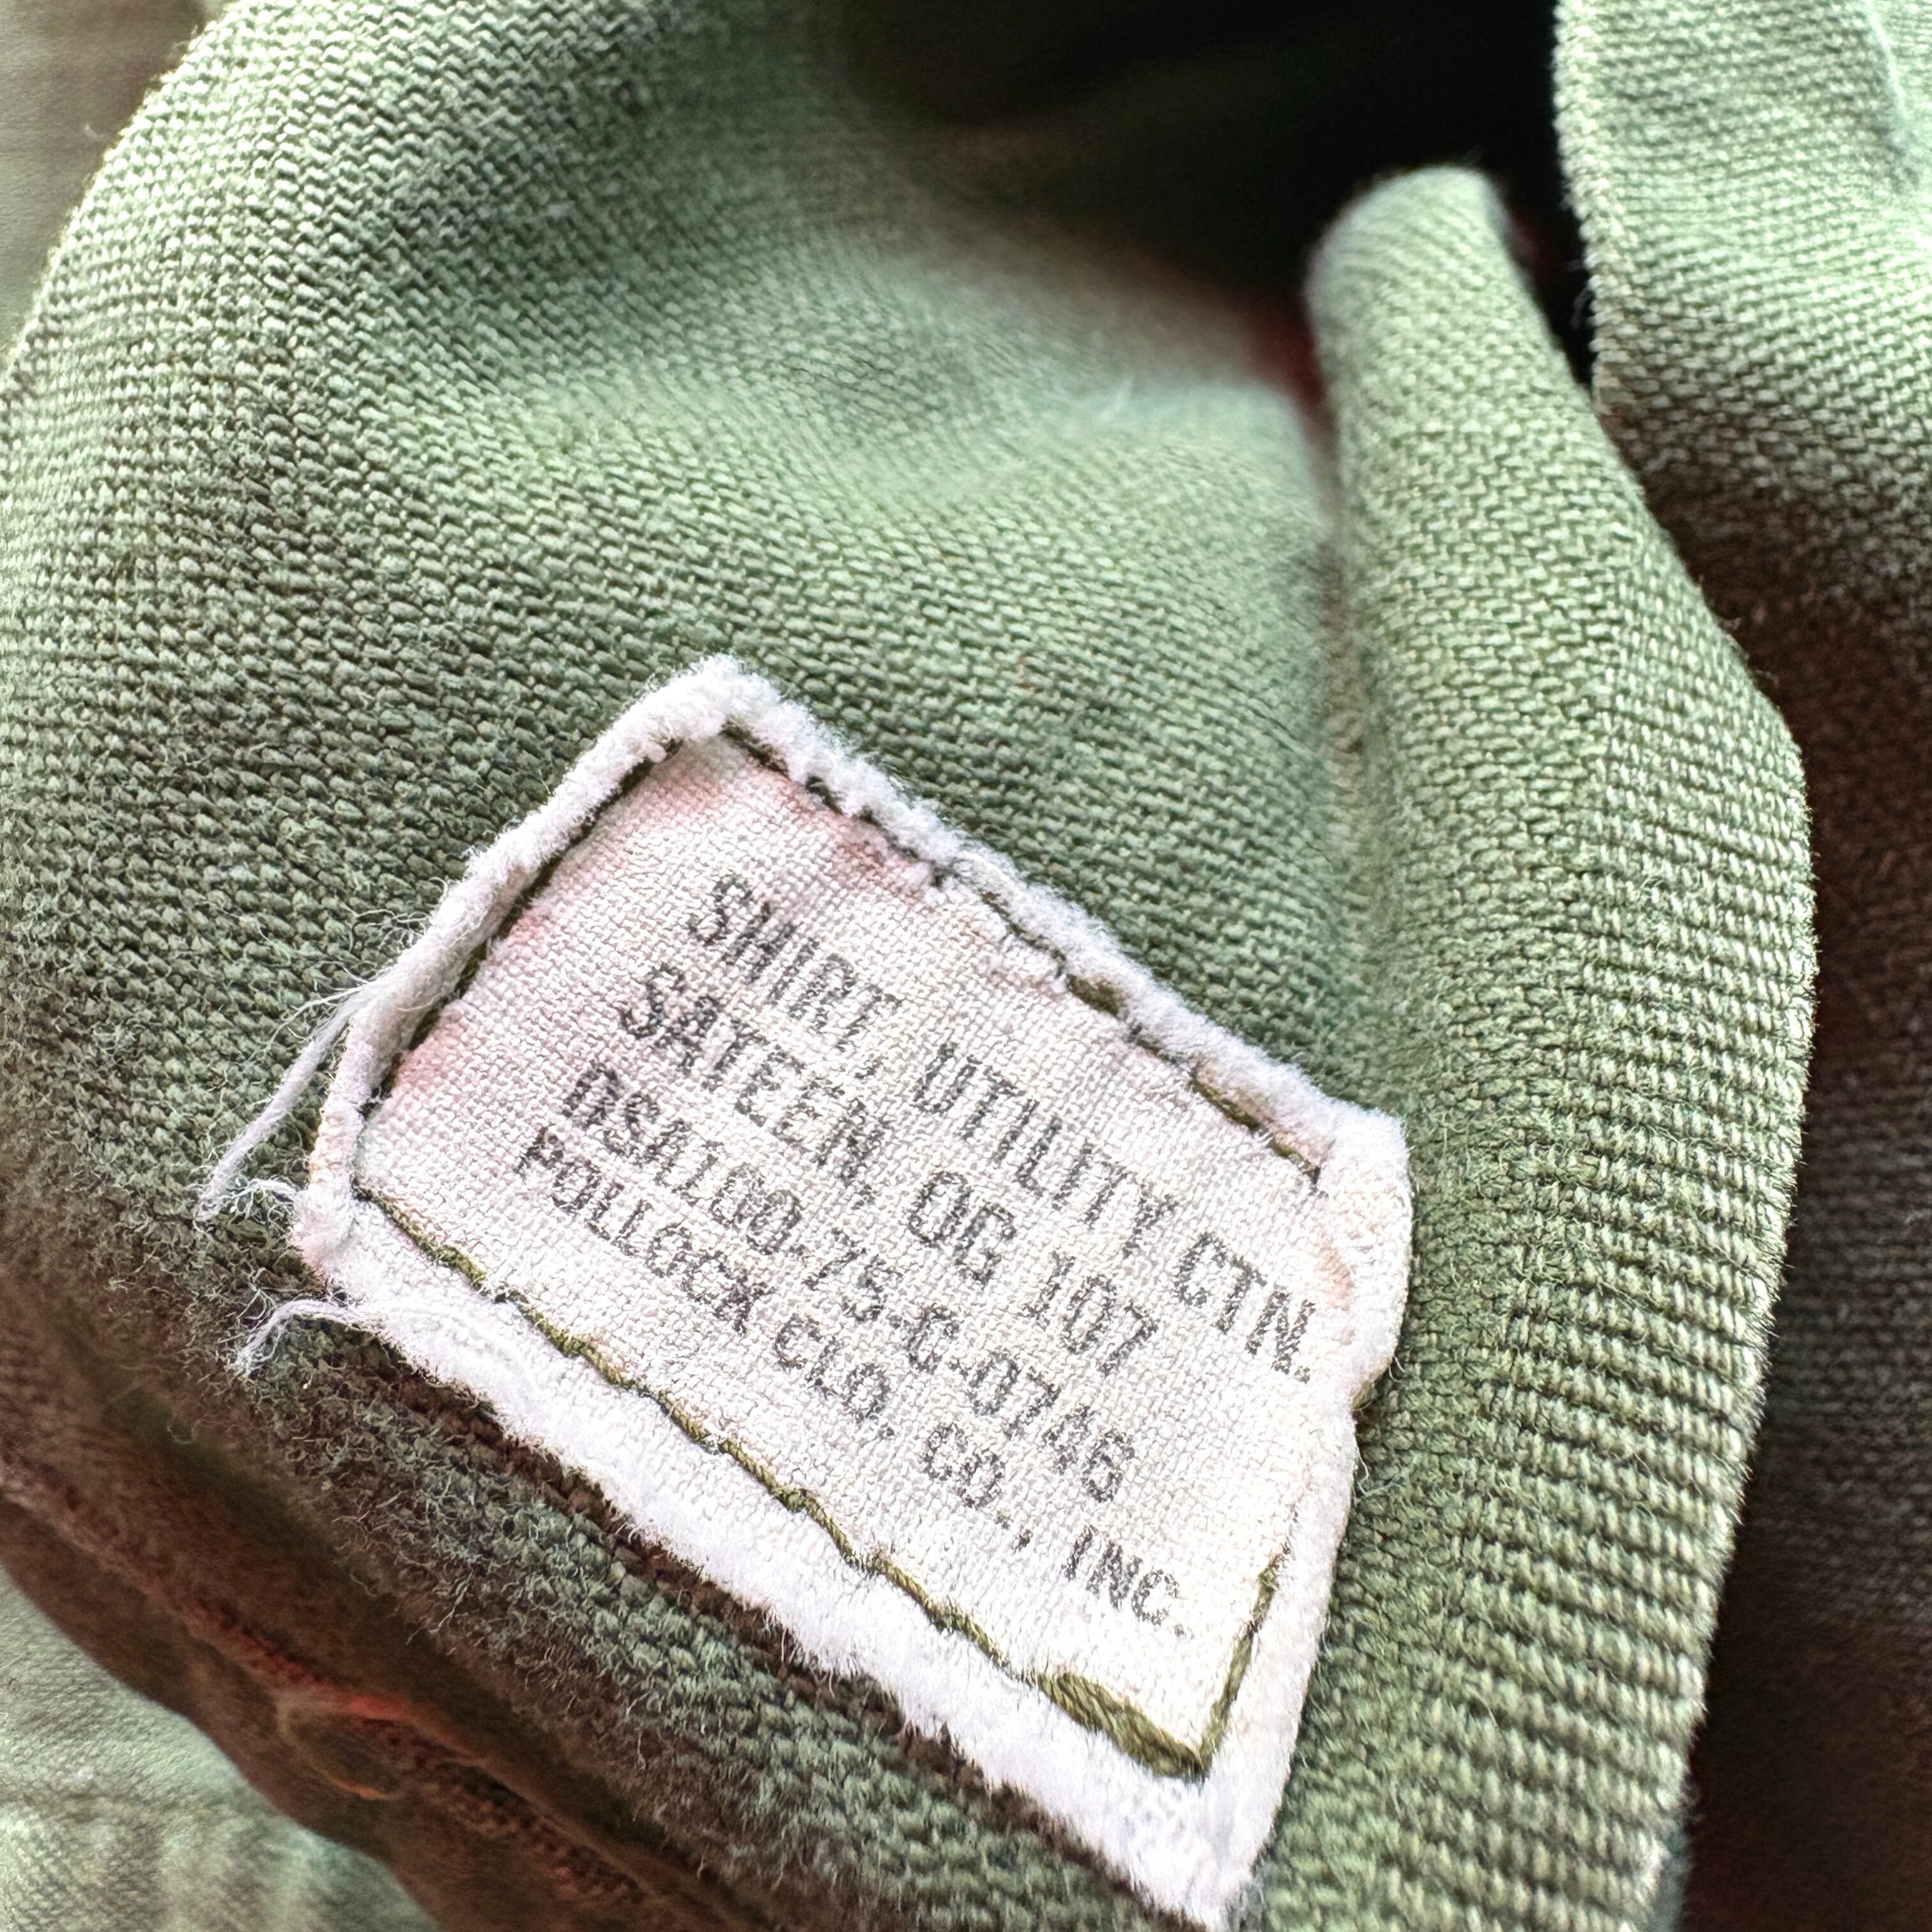 SHIRT, UTILITY CTN.
SATEEN, OG 107
DSA100-75-C-0746
POLLOCK CLO. CO., INC.